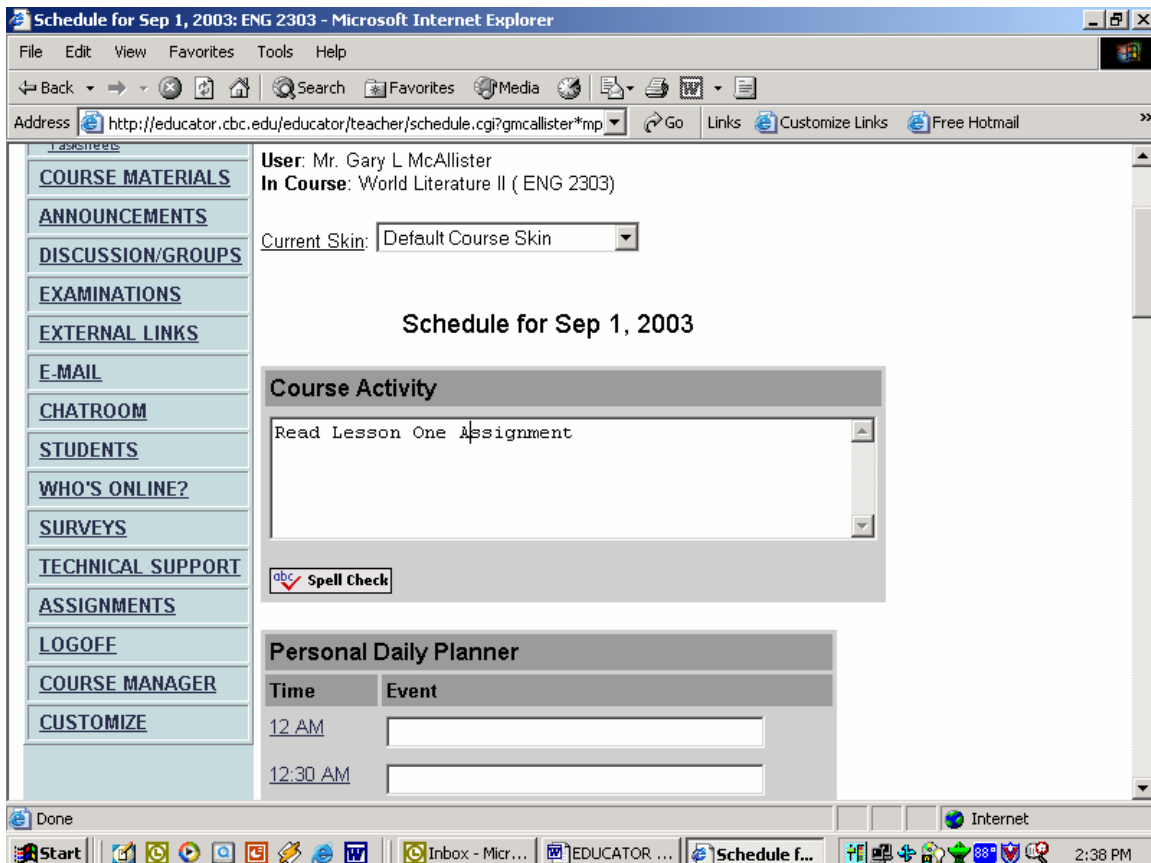 Schedule for Sep 1, 2003: ENG 2303 - Microsoft Internet Explorer
File Edit View Favorites Tools Help
Back Search Favorites Media
Address http://educator.cbc.edu/educator/teacher/schedule.cgi?gmcallister*mp Go Links Customize Links Free Hotmail »
Tasksheets
COURSE MATERIALS
ANNOUNCEMENTS
DISCUSSION/GROUPS
EXAMINATIONS
EXTERNAL LINKS
E-MAIL
CHATROOM
STUDENTS
WHO'S ONLINE?
SURVEYS
TECHNICAL SUPPORT
ASSIGNMENTS
LOGOFF
COURSE MANAGER
CUSTOMIZE
User: Mr. Gary L McAllister
In Course: World Literature II ( ENG 2303)
Current Skin: Default Course Skin
Schedule for Sep 1, 2003
Course Activity
Read Lesson One Assignment
abc Spell Check
Personal Daily Planner
Time Event
12 AM
12:30 AM
Done Internet
Start Inbox - Micr... EDUCATOR ... Schedule f... 88° 2:38 PM